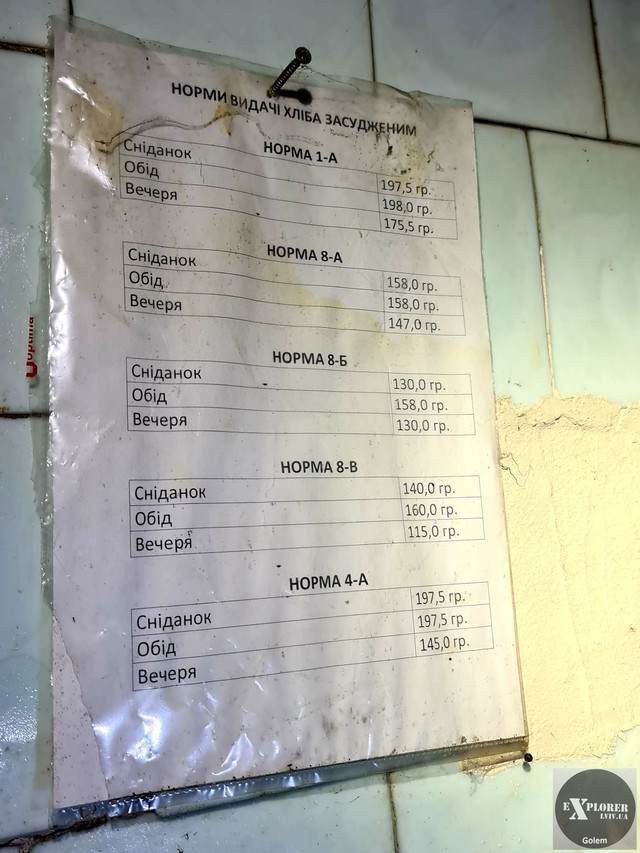 НОРМИ ВИДАЧІ ХЛІБА ЗАСУДЖЕНИМ
НОРМА 1-А
Сніданок 197,5 гр.
Обід 198,0 гр.
Вечеря 175,5 гр.
НОРМА 8-А
Сніданок 158,0 гр.
Обід 158,0 гр.
Вечеря 147,0 гр.
НОРМА 8-Б
Сніданок 130,0 гр.
Обід 158,0 гр.
Вечеря 130,0 гр.
НОРМА 8-В
Сніданок 140,0 гр.
Обід 160,0 гр.
Вечеря 115,0 гр.
НОРМА 4-А
Сніданок 197,5 гр.
Обід 197,5 гр.
Вечеря 145,0 гр.
EXPLORER
LVIV.UA
Golem